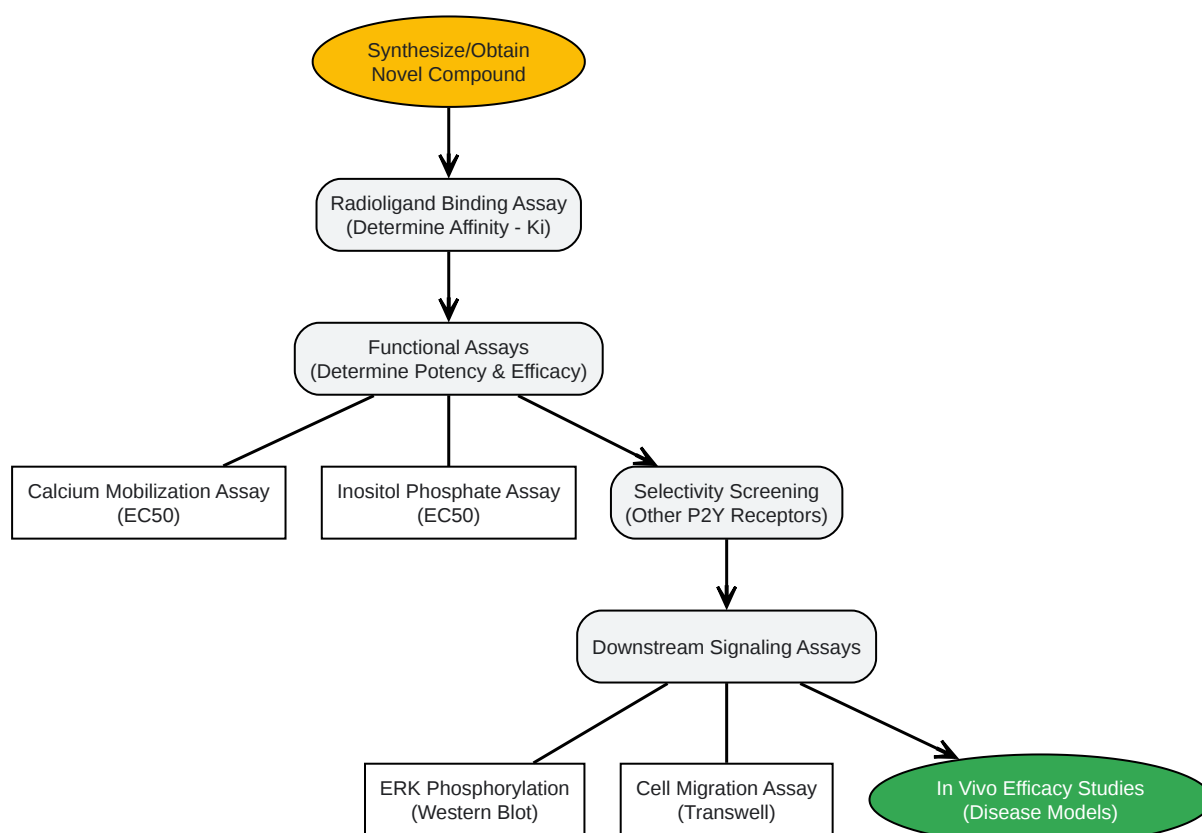 Synthesize/Obtain
Novel Compound
Radioligand Binding Assay
(Determine Affinity - Ki)
Functional Assays
(Determine Potency & Efficacy)
Calcium Mobilization Assay
(EC50)
Inositol Phosphate Assay
(EC50)
Selectivity Screening
(Other P2Y Receptors)
Downstream Signaling Assays
ERK Phosphorylation
(Western Blot)
Cell Migration Assay
(Transwell)
In Vivo Efficacy Studies
(Disease Models)